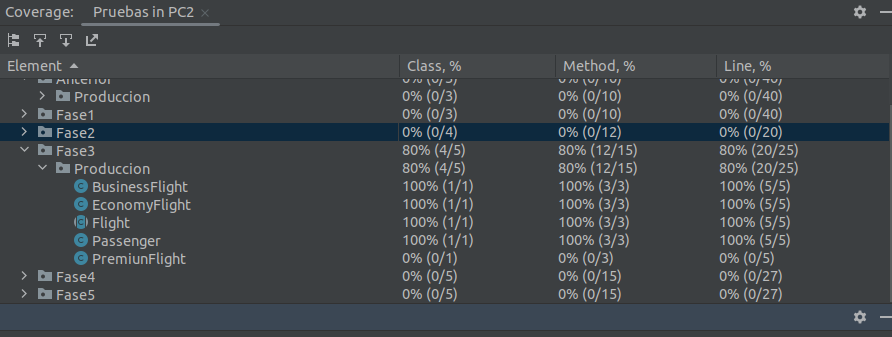 Coverage: Pruebas in PC2 ×
Element Class, % Method, % Line, %
Anterior 0% (0/3) 0% (0/10) 0% (0/40)
Produccion 0% (0/3) 0% (0/10) 0% (0/40)
Fase1 0% (0/3) 0% (0/10) 0% (0/40)
Fase2 0% (0/4) 0% (0/12) 0% (0/20)
Fase3 80% (4/5) 80% (12/15) 80% (20/25)
Produccion 80% (4/5) 80% (12/15) 80% (20/25)
C BusinessFlight 100% (1/1) 100% (3/3) 100% (5/5)
C EconomyFlight 100% (1/1) 100% (3/3) 100% (5/5)
C Flight 100% (1/1) 100% (3/3) 100% (5/5)
C Passenger 100% (1/1) 100% (3/3) 100% (5/5)
C PremiunFlight 0% (0/1) 0% (0/3) 0% (0/5)
Fase4 0% (0/5) 0% (0/15) 0% (0/27)
Fase5 0% (0/5) 0% (0/15) 0% (0/27)